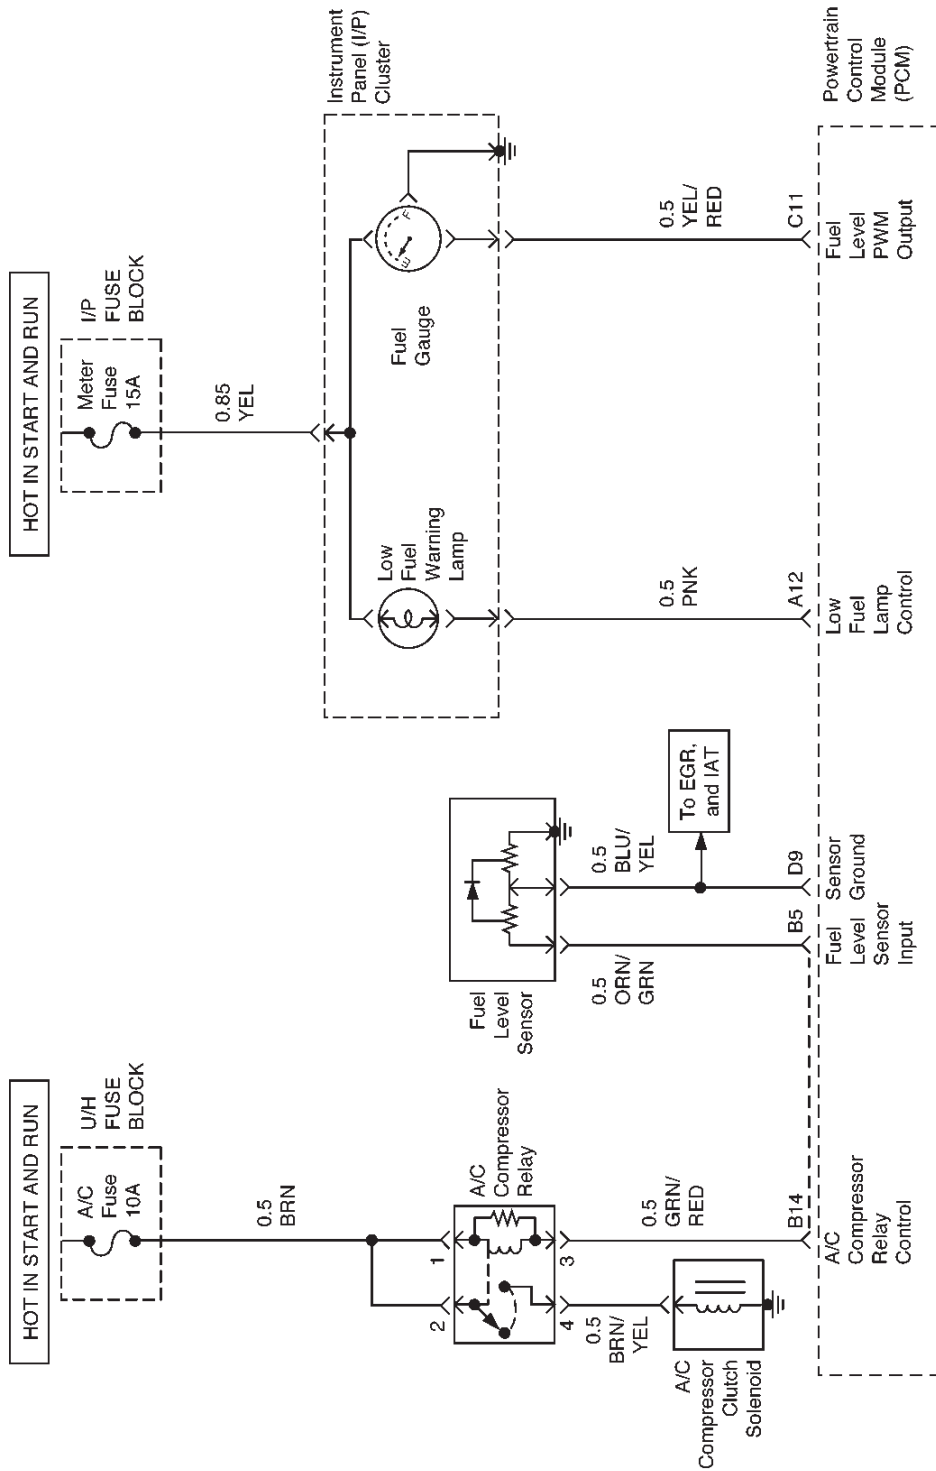 HOT IN START AND RUN
A/C
Fuse
10A
U/H
FUSE
BLOCK
0.5
BRN
1
2
A/C
Compressor
Relay
3
4
0.5
GRN/
RED
0.5
BRN/
YEL
A/C
Compressor
Clutch
Solenoid
B14
A/C
Compressor
Relay
Control
Fuel
Level
Sensor
0.5
ORN/
GRN
0.5
BLU/
YEL
To EGR,
and IAT
B5
Fuel
Level
Sensor
Input
D9
Sensor
Ground
HOT IN START AND RUN
Meter
Fuse
15A
I/P
FUSE
BLOCK
0.85
YEL
Instrument
Panel (I/P)
Cluster
Low
Fuel
Warning
Lamp
Fuel
Gauge
E
F
0.5
PNK
0.5
YEL/
RED
A12
Low
Fuel
Lamp
Control
C11
Fuel
Level
PWM
Output
Powertrain
Control
Module
(PCM)